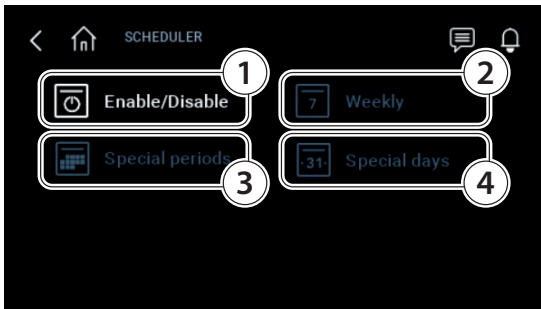 SCHEDULER
1
2
Enable/Disable
7 Weekly
Special periods
31 Special days
3
4